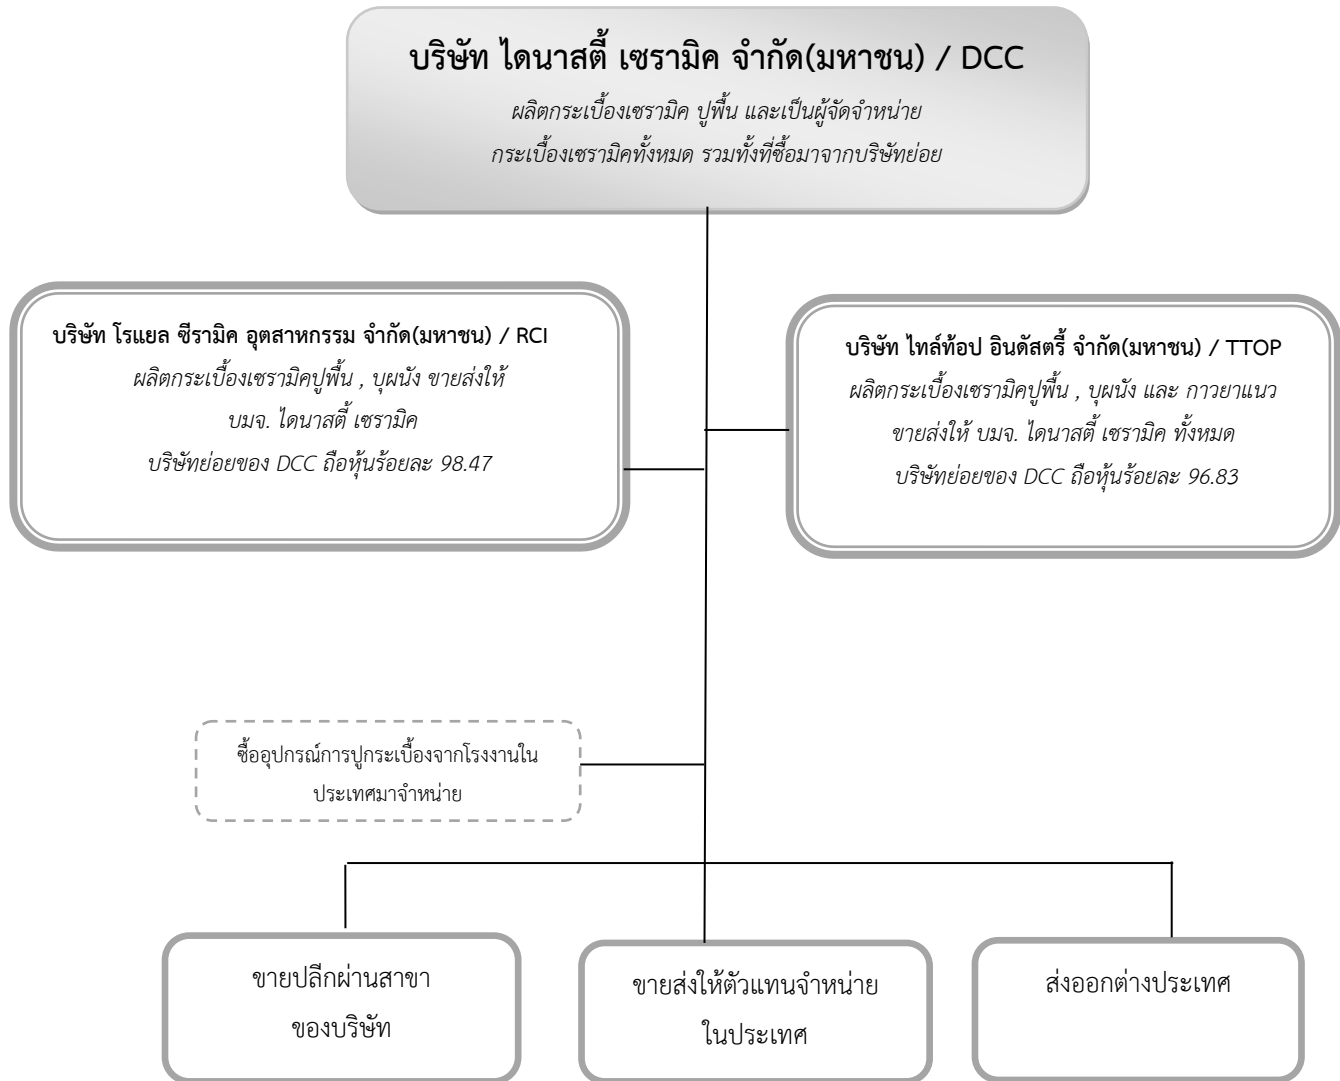 บริษัท ไดนาสตี้ เซรามิค จำกัด(มหาชน) / DCC
ผลิตกระเบื้องเซรามิค ปูพื้น และเป็นผู้จัดจำหน่าย
กระเบื้องเซรามิคทั้งหมด รวมทั้งที่ซื้อมาจากบริษัทย่อย
บริษัท โรแยล ซีรามิค อุตสาหกรรม จำกัด(มหาชน) / RCI
ผลิตกระเบื้องเซรามิคปูพื้น , บุผนัง ขายส่งให้
บมจ. ไดนาสตี้ เซรามิค
บริษัทย่อยของ DCC ถือหุ้นร้อยละ 98.47
บริษัท ไทล์ท้อป อินดัสตรี้ จำกัด(มหาชน) / TTOP
ผลิตกระเบื้องเซรามิคปูพื้น , บุผนัง และ กาวยาแนว
ขายส่งให้ บมจ. ไดนาสตี้ เซรามิค ทั้งหมด
บริษัทย่อยของ DCC ถือหุ้นร้อยละ 96.83
ซื้ออุปกรณ์การปูกระเบื้องจากโรงงานใน
ประเทศมาจำหน่าย
ขายปลีกผ่านสาขา
ของบริษัท
ขายส่งให้ตัวแทนจำหน่าย
ในประเทศ
ส่งออกต่างประเทศ